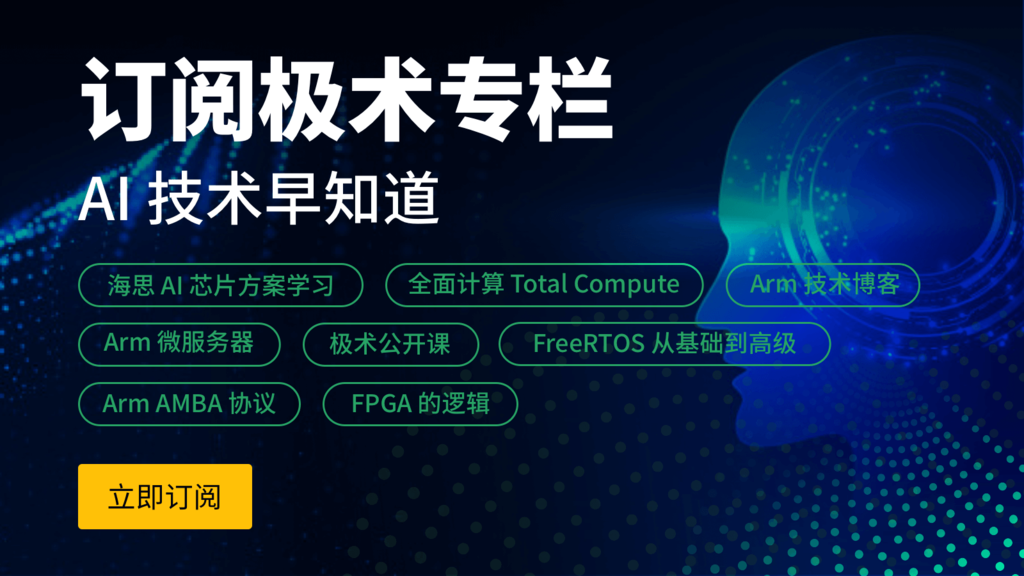 订阅极术专栏
AI 技术早知道
海思 AI 芯片方案学习 全面计算 Total Compute Arm 技术博客
Arm 微服务器 极术公开课 FreeRTOS 从基础到高级
Arm AMBA 协议 FPGA 的逻辑
立即订阅